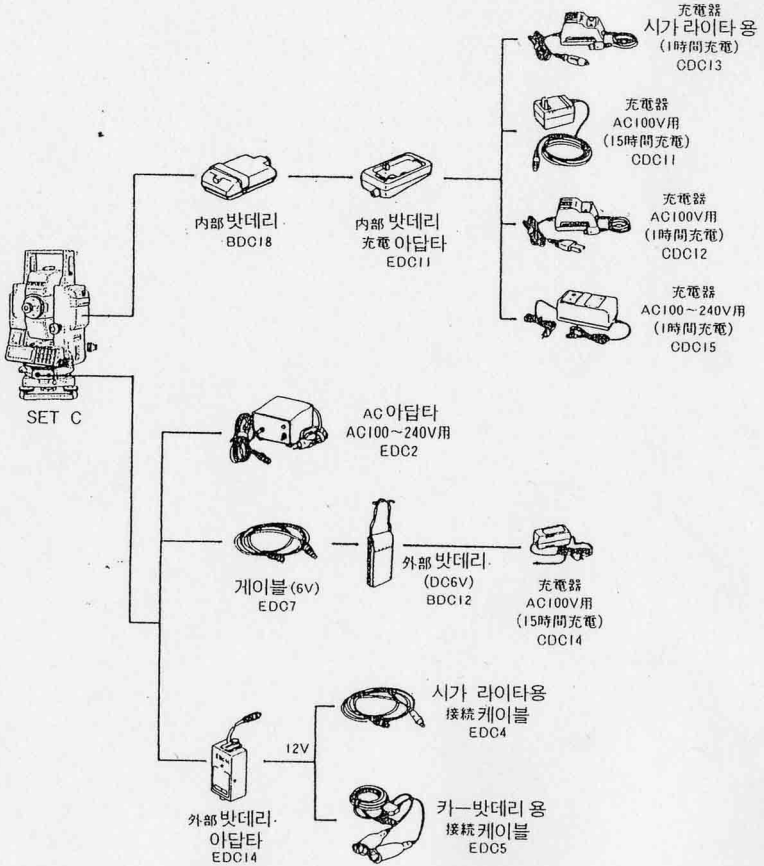 充電器
시가 라이타 용
(1時間充電)
CDC13
充電器
AC100V用
(15時間充電)
CDC11
内部 밧데리
BDC18
内部 밧데리
充電 아답타
EDC11
充電器
AC100V用
(1時間充電)
CDC12
充電器
AC100~240V用
(1時間充電)
CDC15
SET C
AC 아답타
AC100~240V用
EDC2
게이블 (6V)
EDC7
外部 밧데리
(DC6V)
BDC12
充電器
AC100V用
(15時間充電)
CDC14
外部 밧데리
아답타
EDC14
12V
시가 라이타용
接続 케이블
EDC4
카ー밧데리 용
接続 케이블
EDC5